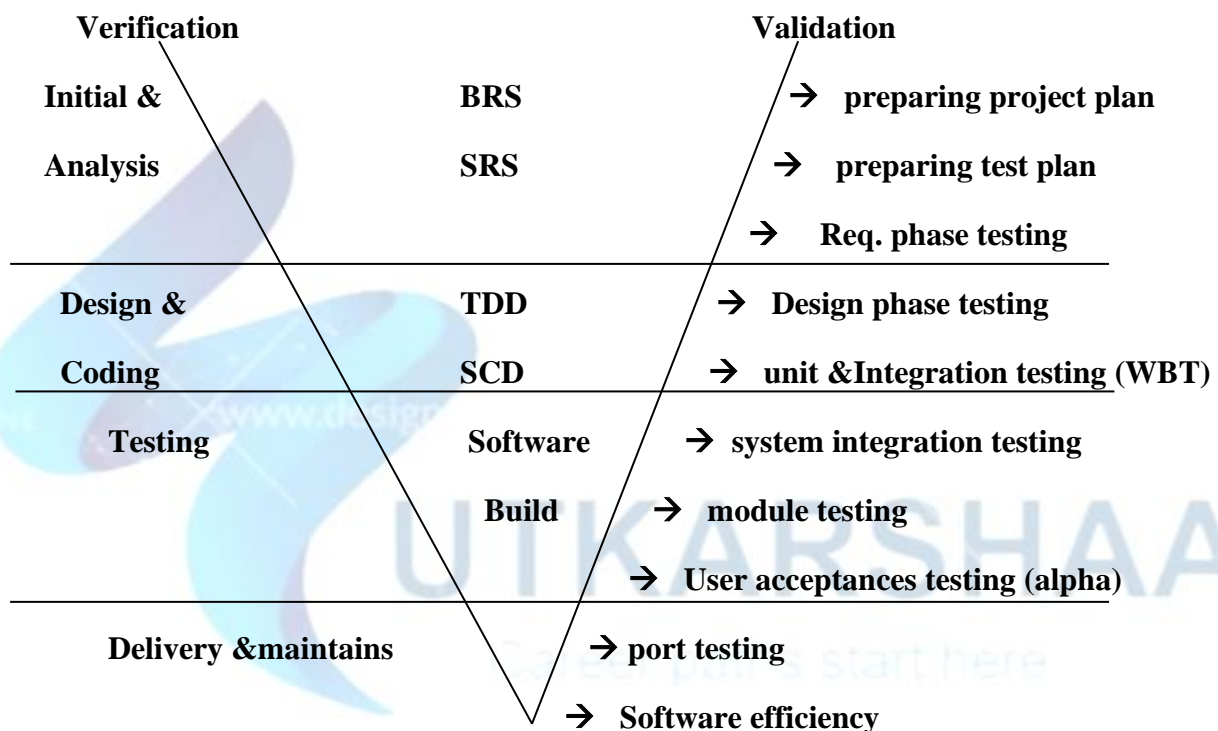 Verification Validation
Initial & BRS → preparing project plan
Analysis SRS → preparing test plan
→ Req. phase testing
Design & TDD → Design phase testing
Coding SCD → unit &Integration testing (WBT)
www.desig
Testing Software → system integration testing
Build → module testing
UTKARSHAA
→ User acceptances testing (alpha)
Delivery &maintains → port testing
Career start here
→ Software efficiency